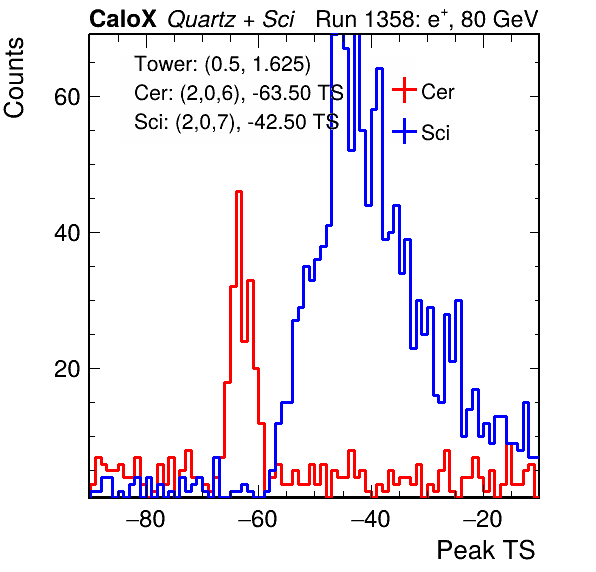 CaloX Quartz + Sci Run 1358: e+, 80 GeV
Counts
Tower: (0.5, 1.625)
Cer: (2,0,6), -63.50 TS
Sci: (2,0,7), -42.50 TS
Cer
Sci
60
40
20
−80 −60 −40 −20
Peak TS